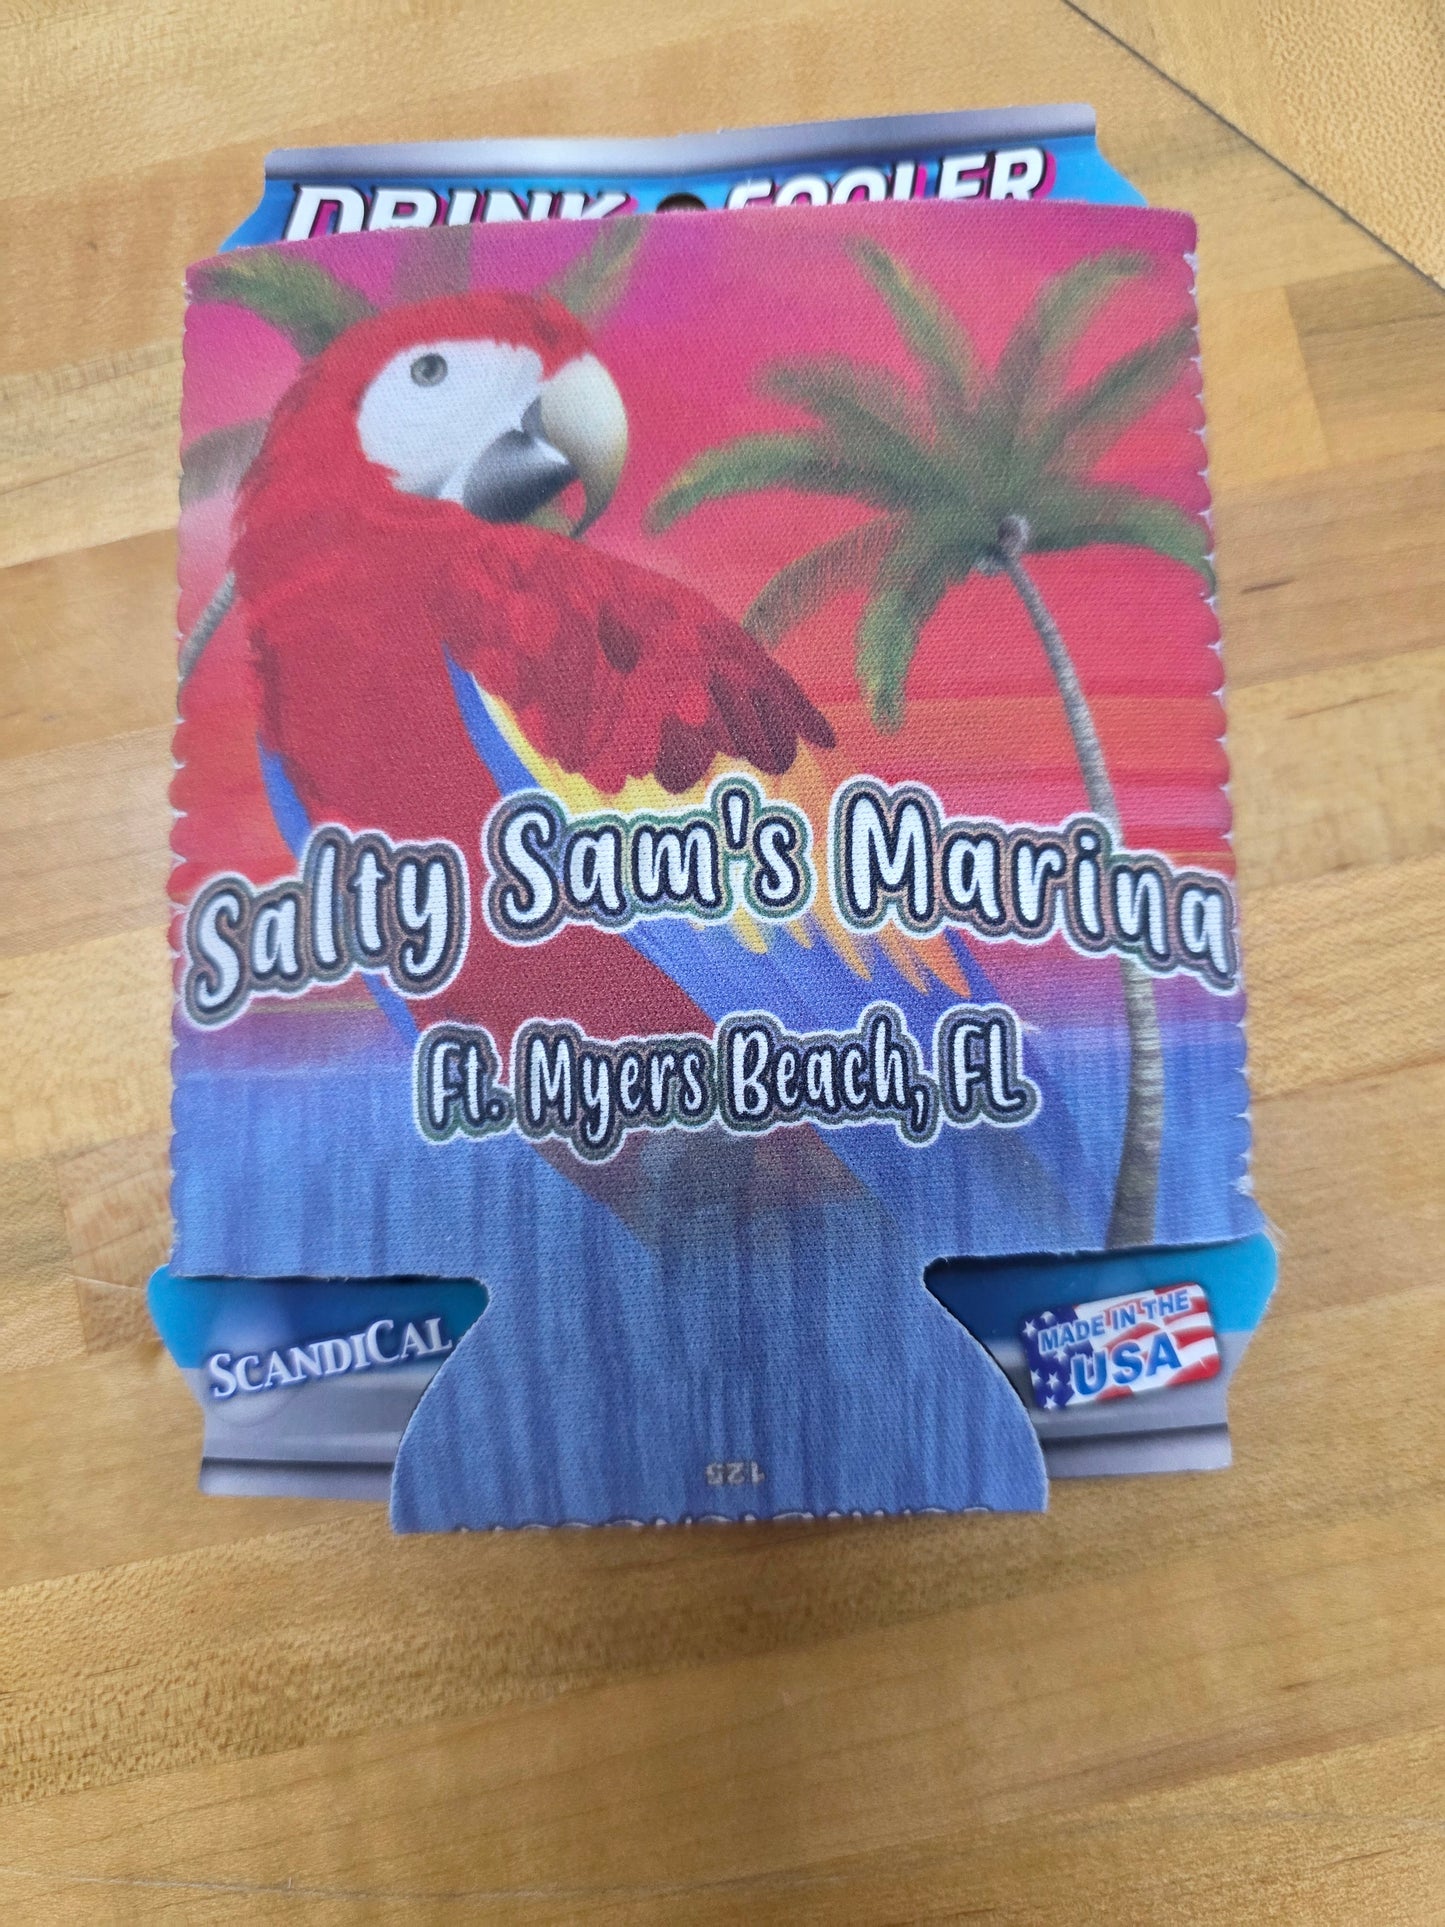 DRINK COOLER
Salty Sam's Marina
Ft. Myers Beach, FL
SCANDICAL
MADE IN THE
USA
125